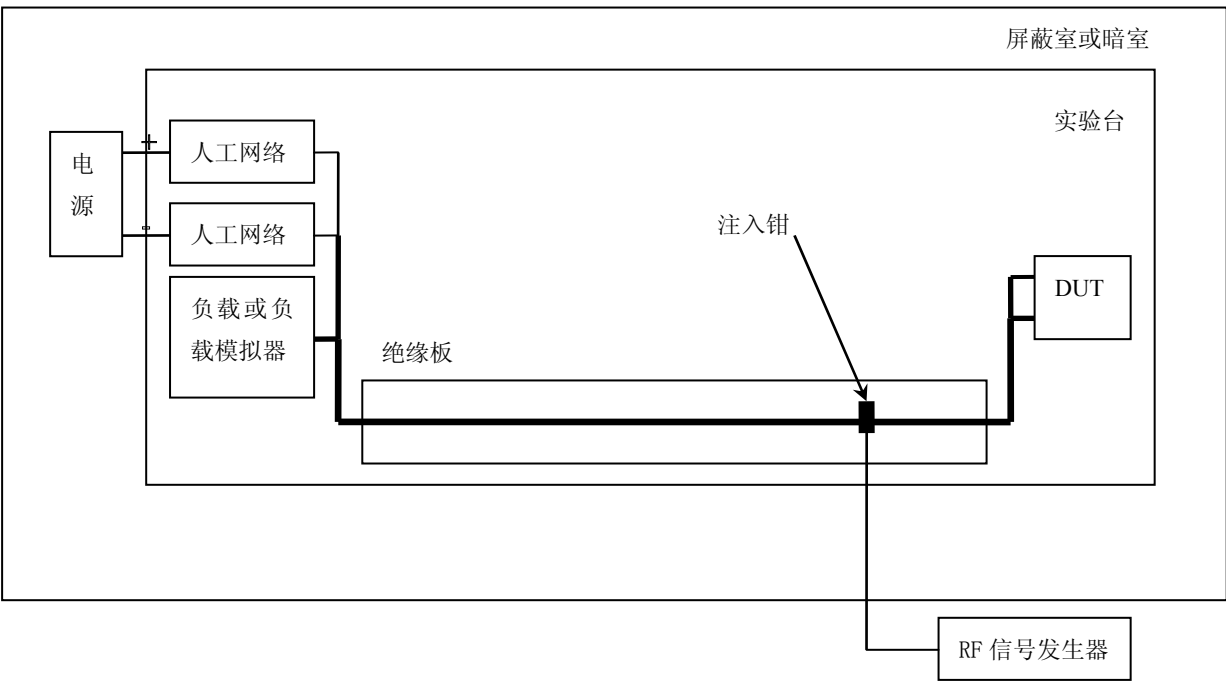 屏蔽室或暗室
实验台
+
人工网络
电
源
-
人工网络
注入钳
负载或负
载模拟器
DUT
绝缘板
RF 信号发生器